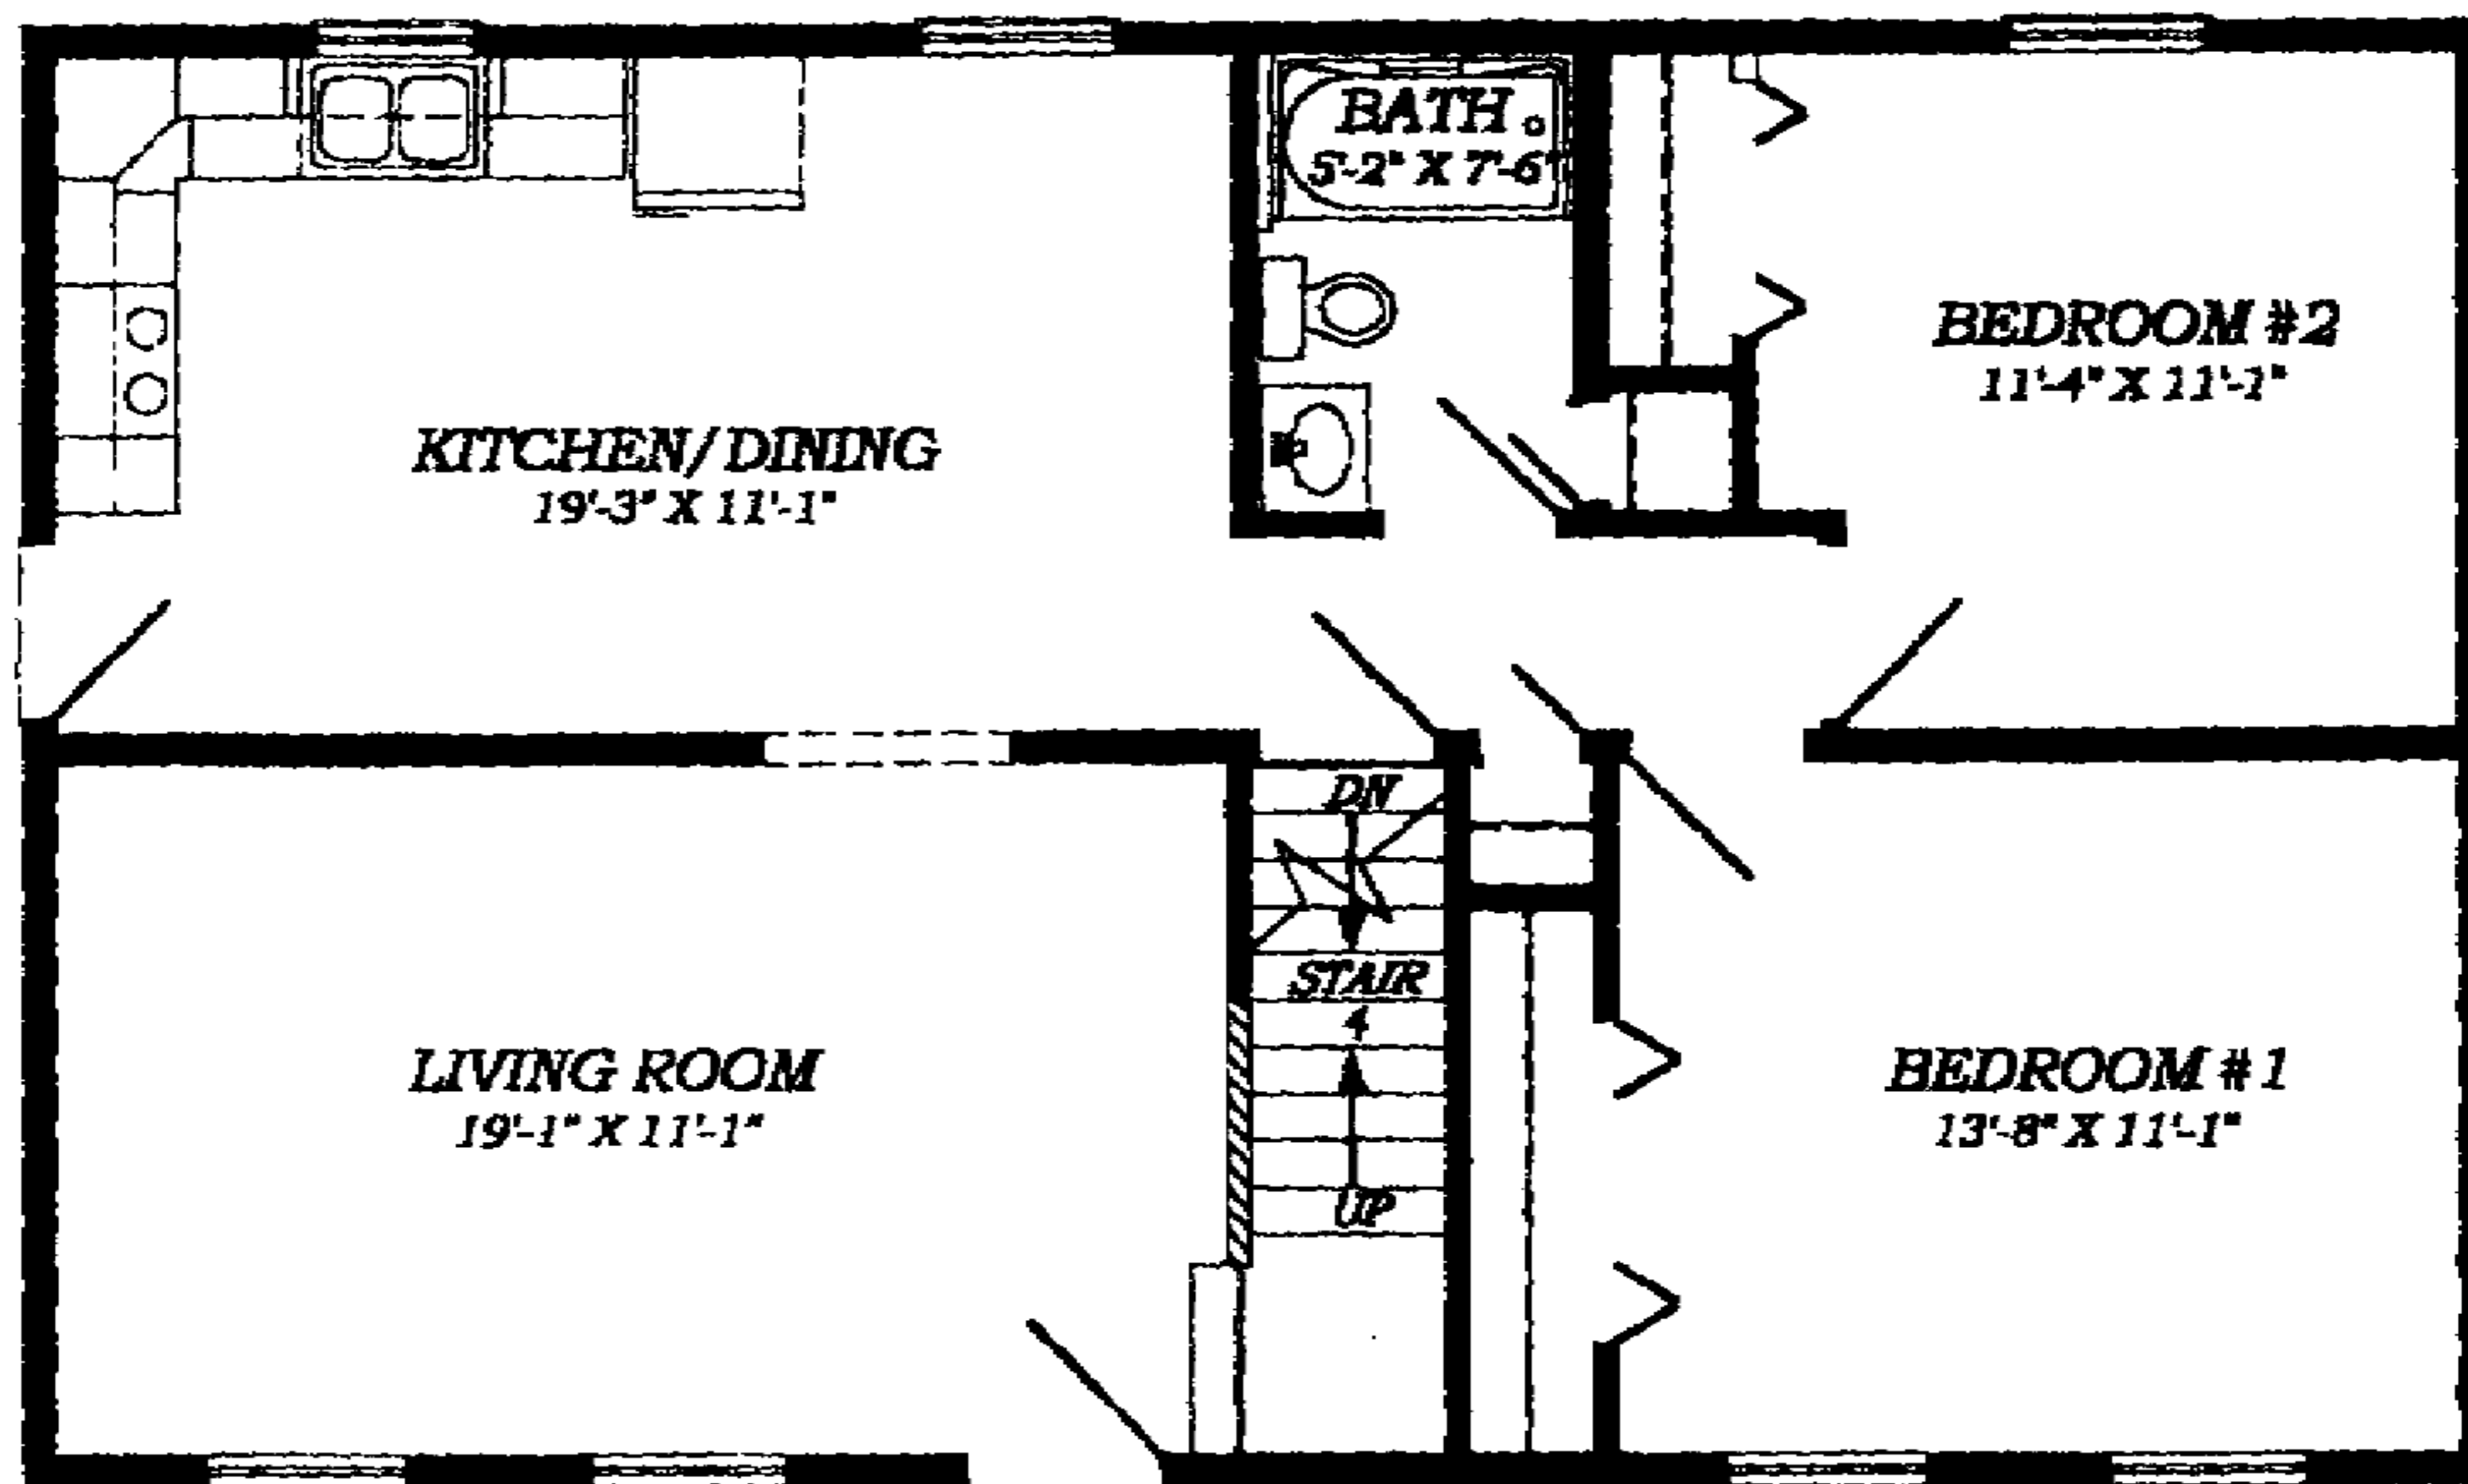 BATH
5'-2" X 7'-6"
BEDROOM #2
11'-4" X 11'-1"
KITCHEN/DINING
19'-3" X 11'-1"
DN
STAIR
4
UP
LIVING ROOM
19'-1" X 11'-1"
BEDROOM #1
13'-8" X 11'-1"